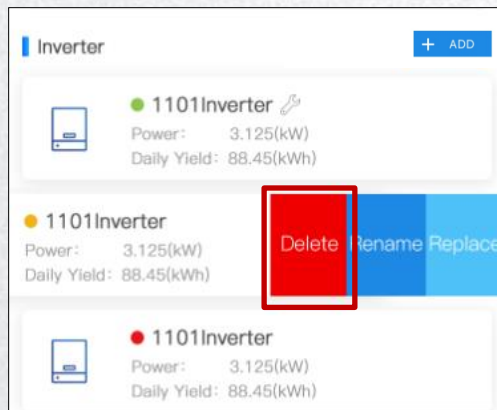 Inverter
+ ADD
1101Inverter
Power: 3.125(kW)
Daily Yield: 88.45(kWh)
1101Inverter
Power: 3.125(kW)
Daily Yield: 88.45(kWh)
Delete Rename Replace
1101Inverter
Power: 3.125(kW)
Daily Yield: 88.45(kWh)